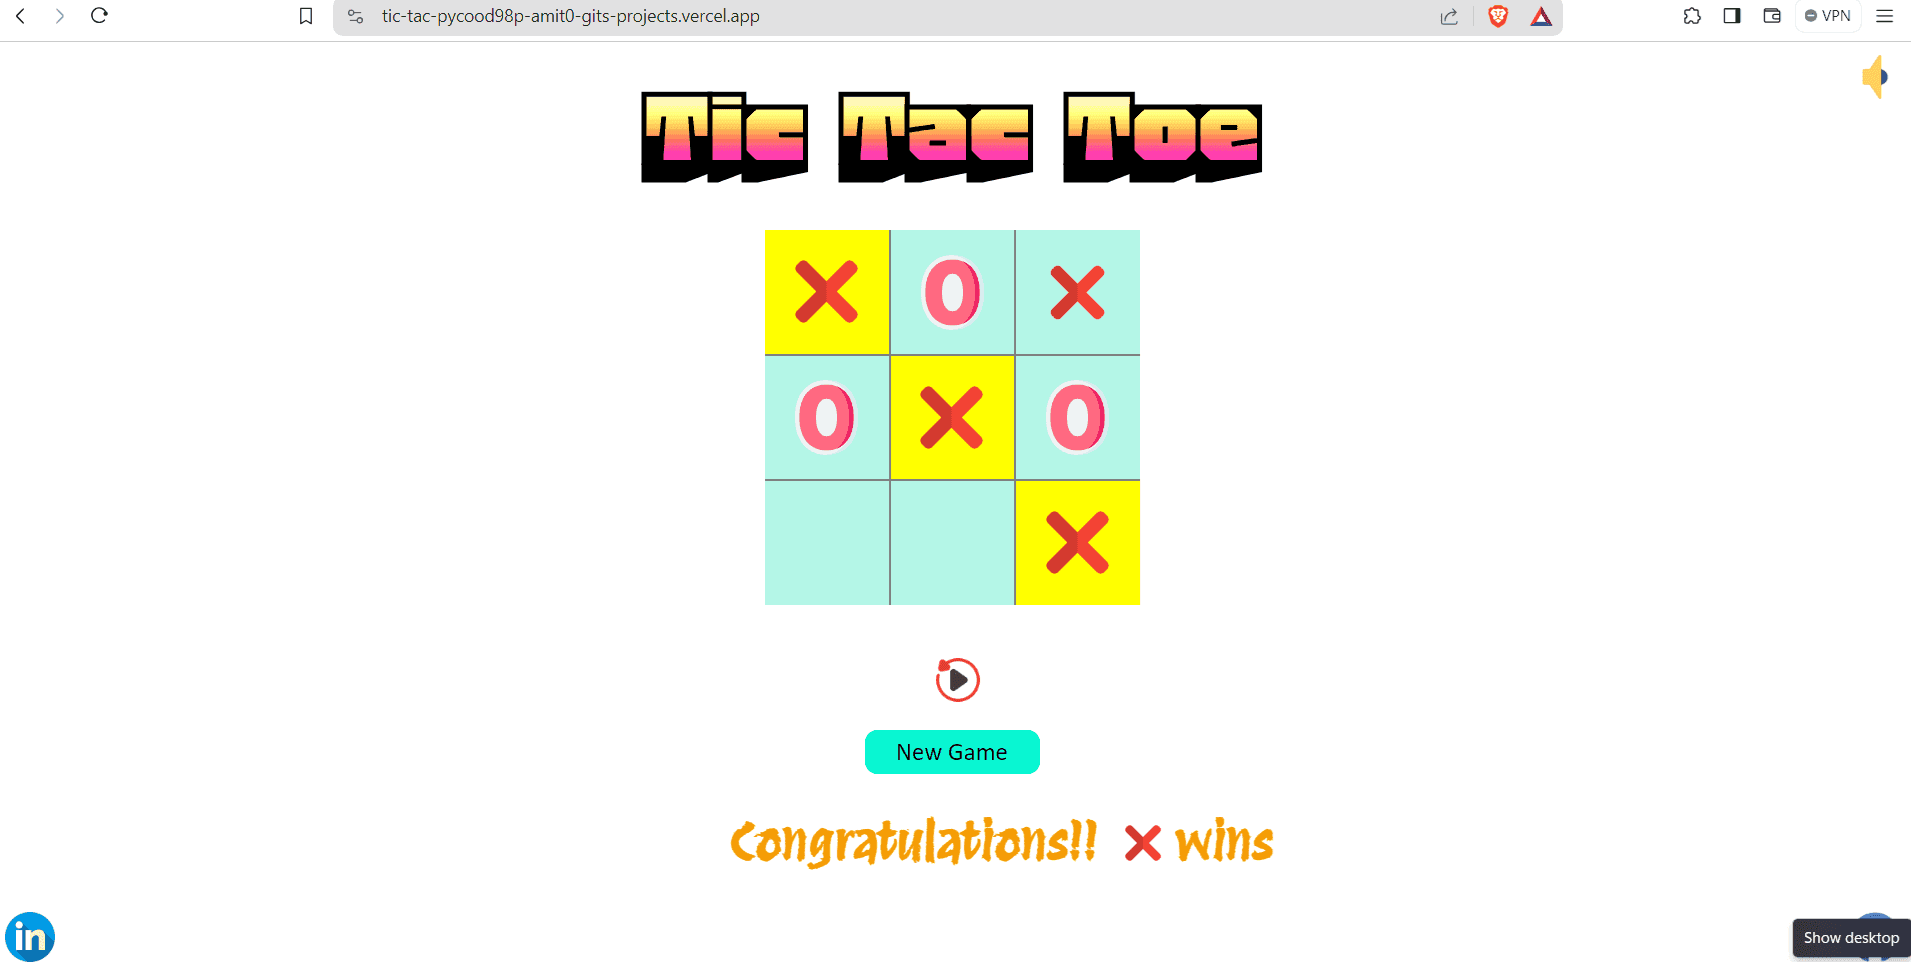 tic-tac-pycood98p-amit0-gits-projects.vercel.app
VPN
Tic Tac Toe
X O X
O X O
X
New Game
Congratulations!! X wins
in
Show desktop